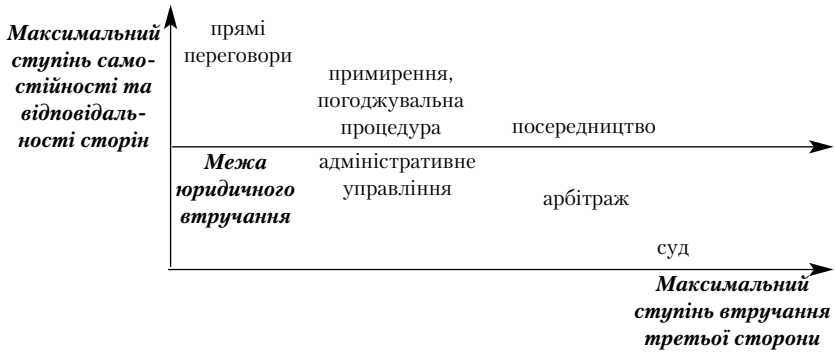 Максимальний
ступінь само-
стійності та
відповідаль-
ності сторін
прямі
переговори
примирення,
погоджувальна
процедура
посередництво
Межа
юридичного
втручання
адміністративне
управління
арбітраж
суд
Максимальний
ступінь втручання
третьої сторони